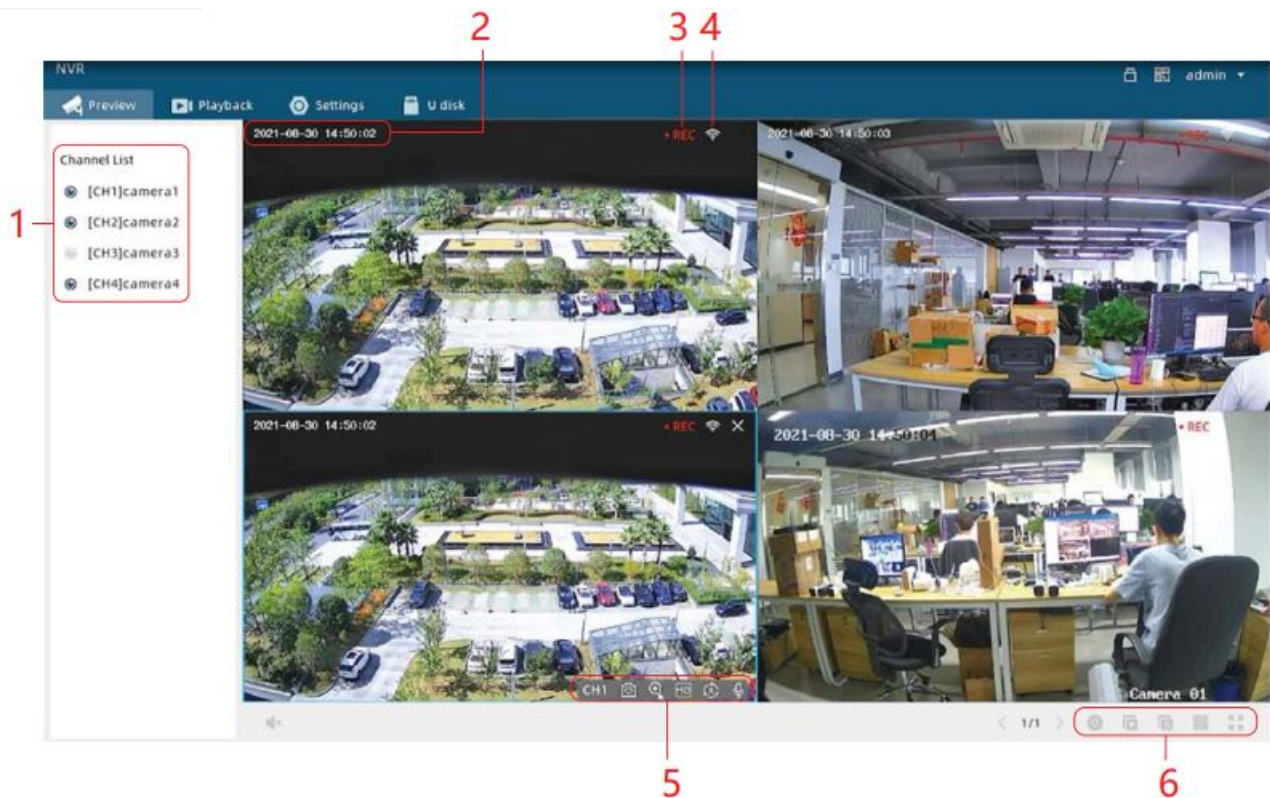 2
3 4
NVR
admin
Preview
Playback
Settings
U disk
2021-08-30 14:50:02
• REC
2021-08-30 14:50:03
• REC
Channel List
[CH1]camera1
[CH2]camera2
[CH3]camera3
[CH4]camera4
1
2021-08-30 14:50:02
• REC
2021-08-30 14:50:04
• REC
CH1
HD
Camera 01
1/1
5
6